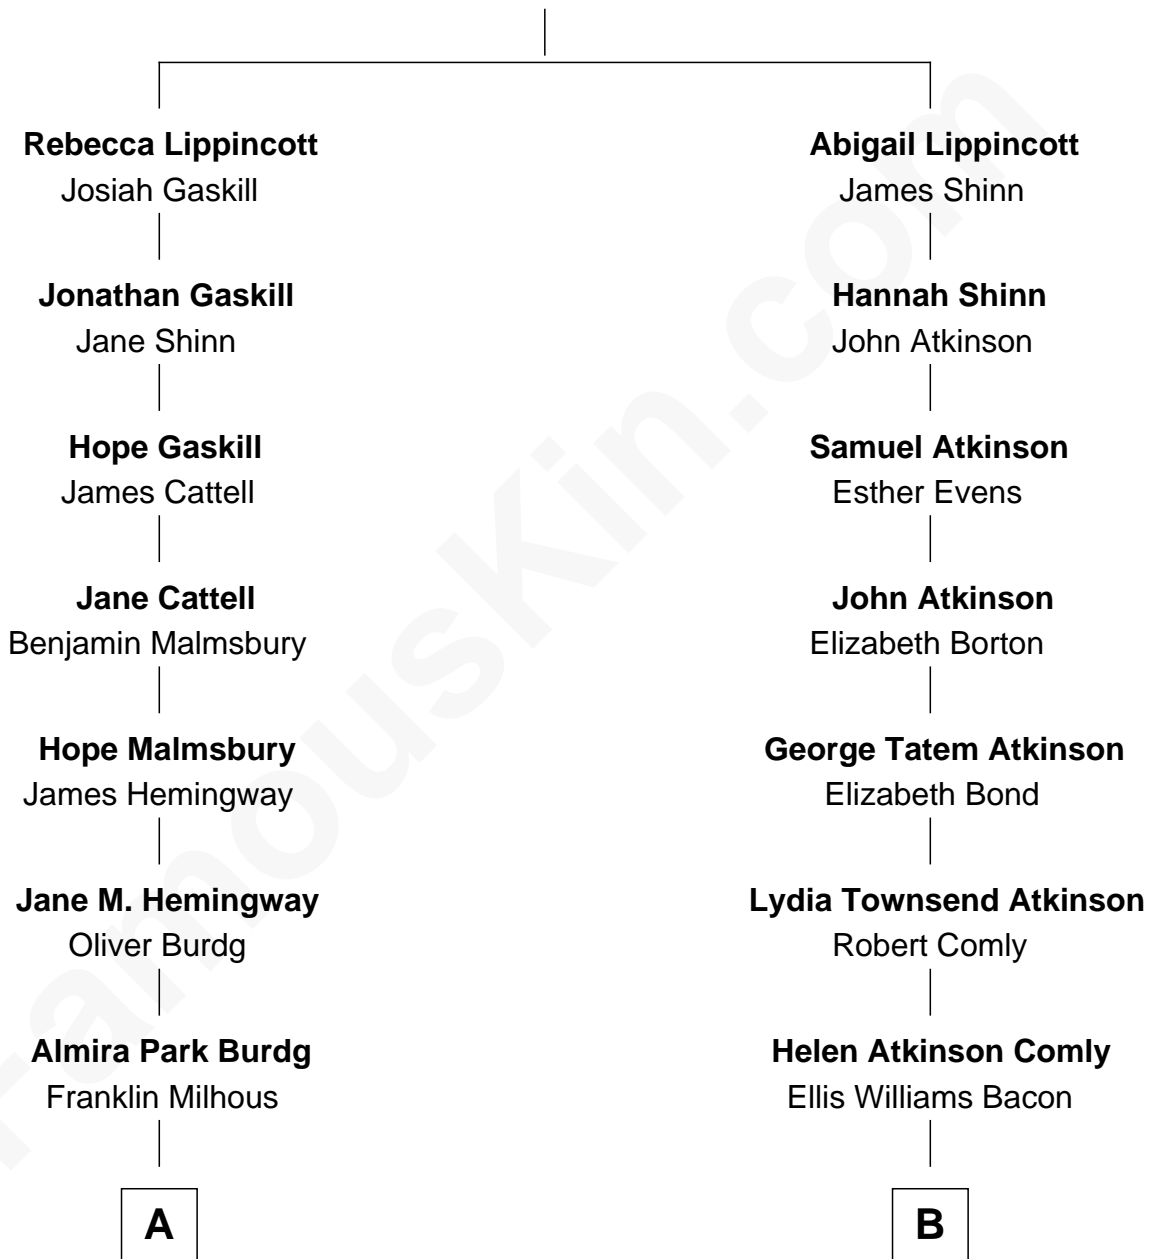 Rebecca Lippincott
Josiah Gaskill
Abigail Lippincott
James Shinn
Jonathan Gaskill
Jane Shinn
Hannah Shinn
John Atkinson
Hope Gaskill
James Cattell
Samuel Atkinson
Esther Evens
Jane Cattell
Benjamin Malmsbury
John Atkinson
Elizabeth Borton
Hope Malmsbury
James Hemingway
George Tatem Atkinson
Elizabeth Bond
Jane M. Hemingway
Oliver Burdg
Lydia Townsend Atkinson
Robert Comly
Almira Park Burdg
Franklin Milhous
Helen Atkinson Comly
Ellis Williams Bacon
A
B
FamousKin.com